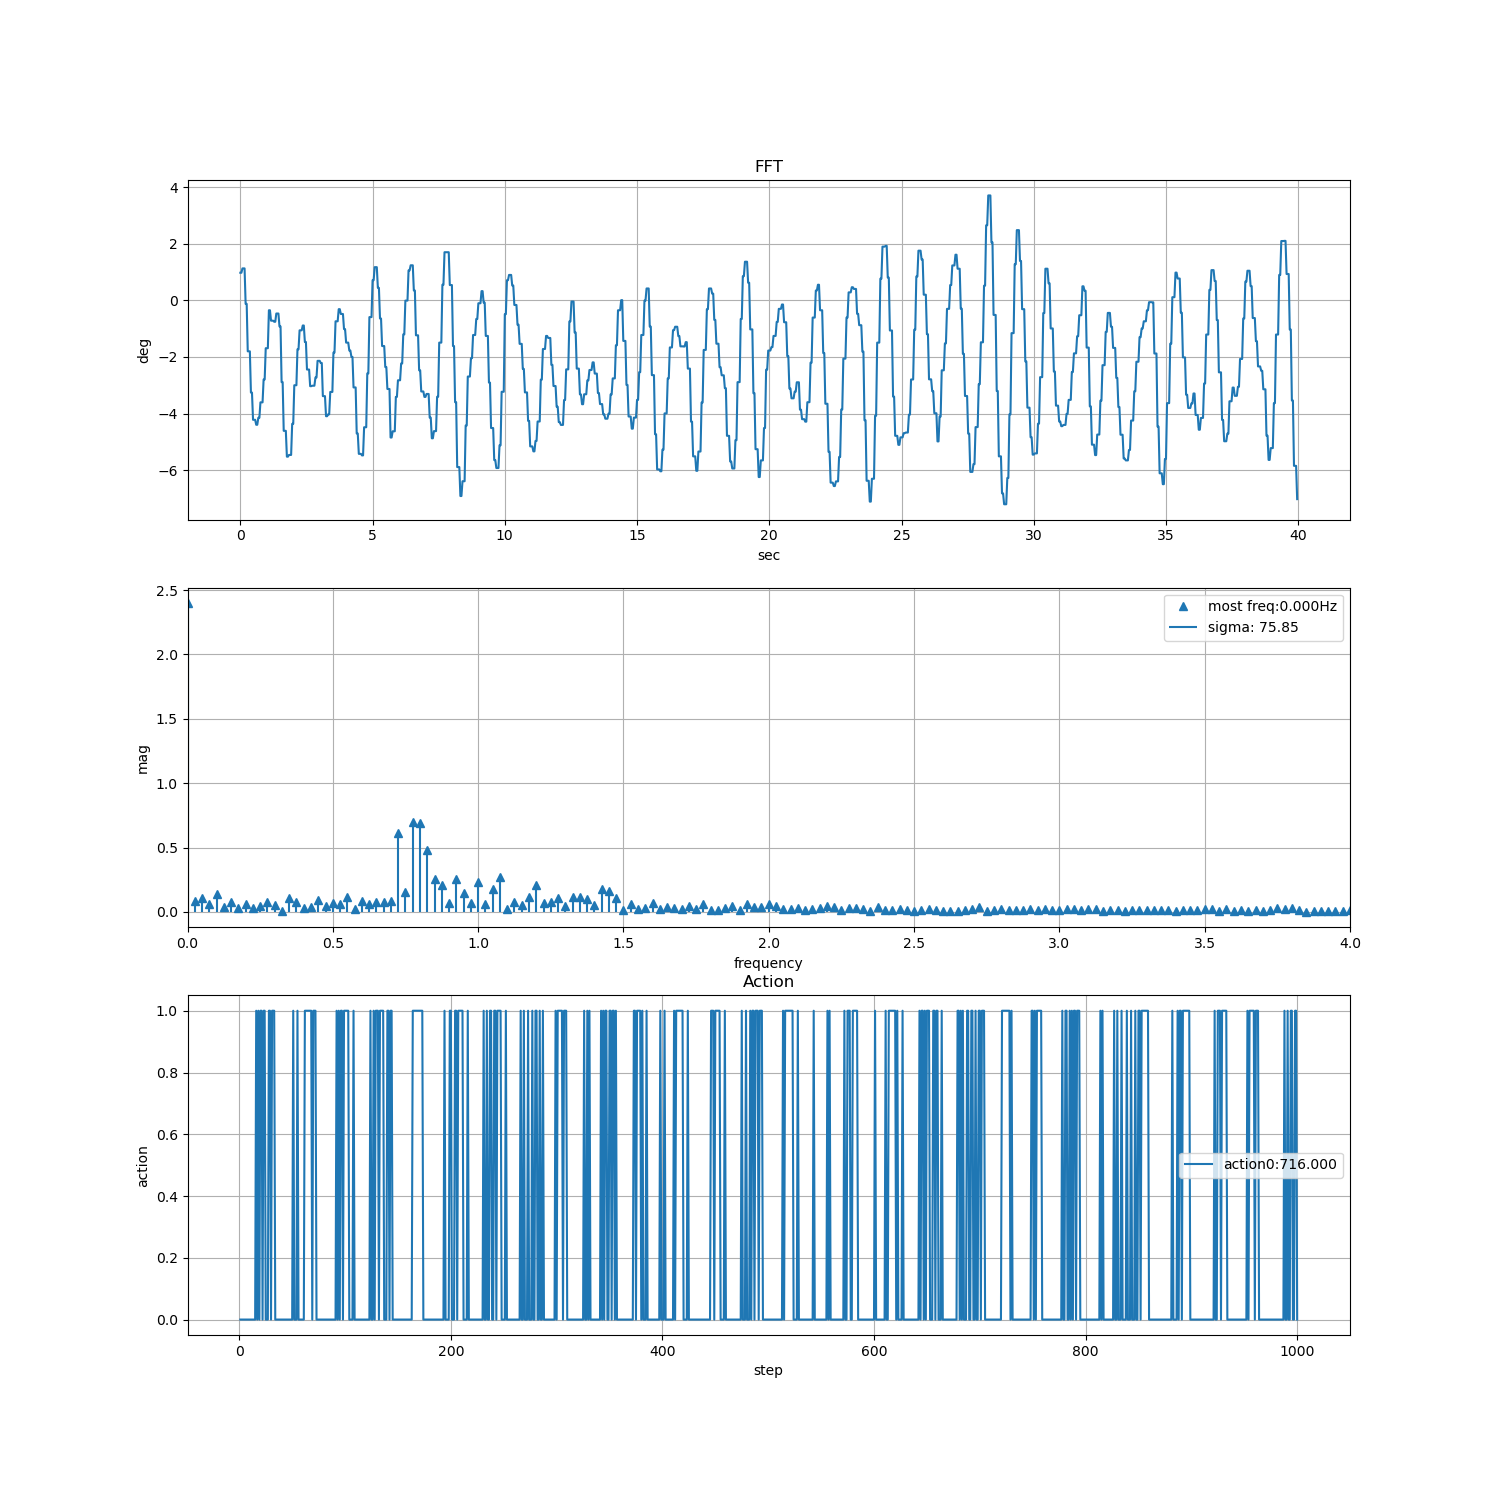 FFT
4
2
0
−2
−4
−6
deg
0 5 10 15 20 25 30 35 40
sec
2.5
2.0
1.5
1.0
0.5
0.0
mag
most freq:0.000Hz
sigma: 75.85
0.0 0.5 1.0 1.5 2.0 2.5 3.0 3.5 4.0
frequency
Action
1.0
0.8
0.6
0.4
0.2
0.0
action
action0:716.000
0 200 400 600 800 1000
step